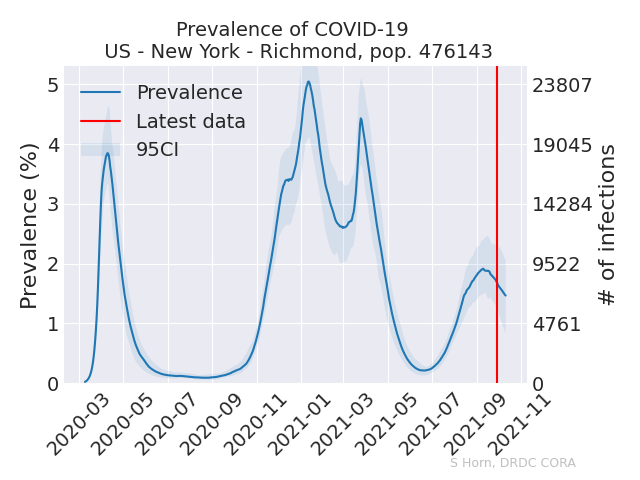 Prevalence of COVID-19
US - New York - Richmond, pop. 476143
Prevalence
Latest data
95CI
Prevalence (%)
5
4
3
2
1
0
23807
19045
14284
9522
4761
0
# of infections
2020-03
2020-05
2020-07
2020-09
2020-11
2021-01
2021-03
2021-05
2021-07
2021-09
2021-11
S Horn, DRDC CORA